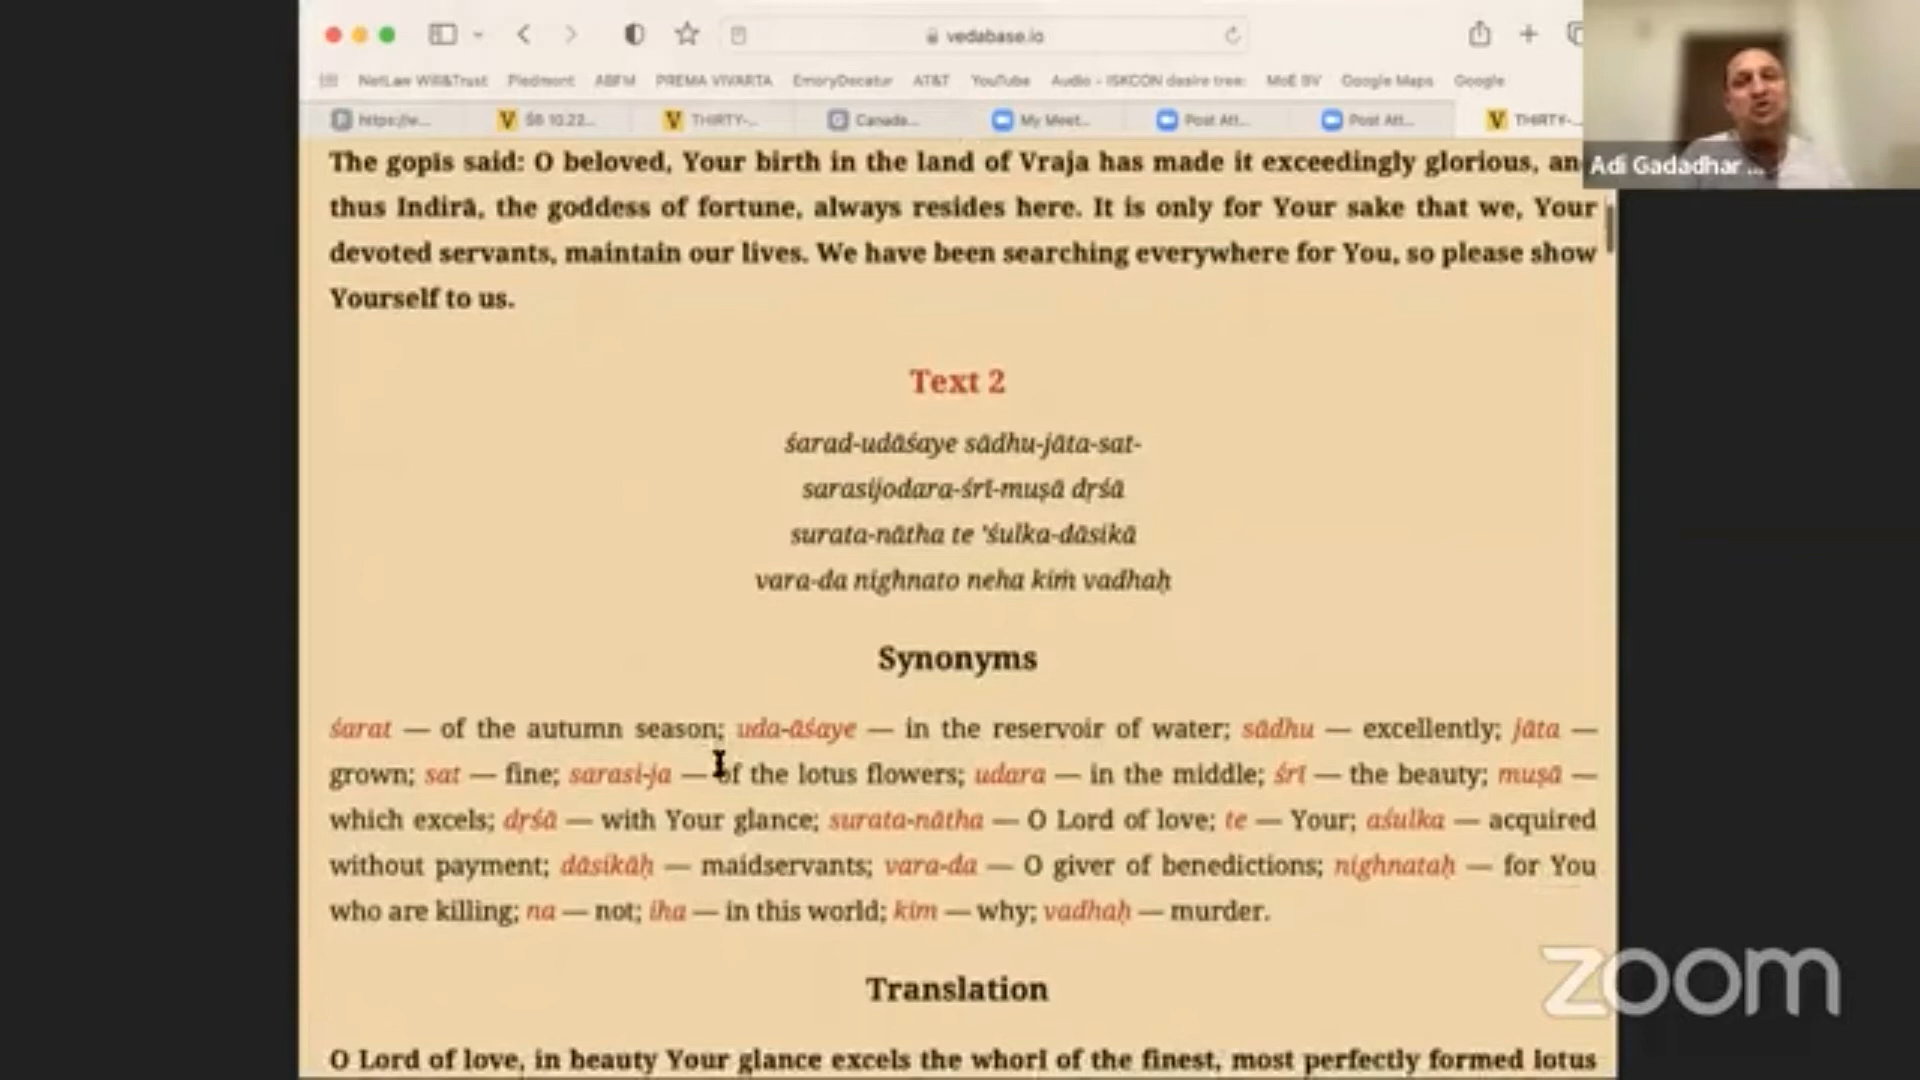 vedabase.io
NetLaw Will&Trust Piedmont ABFM PREMA VIVARTA EmoryDecatur AT&T YouTube Audio - ISKCON desire tree: MoE BV Google Maps Google
https://w... SB 10.22... THIRTY-... Canada... My Meet... Post Att... Post Att... THIRTY-...
Adi Gadadhar ...
The gopīs said: O beloved, Your birth in the land of Vraja has made it exceedingly glorious, an
thus Indirā, the goddess of fortune, always resides here. It is only for Your sake that we, Your
devoted servants, maintain our lives. We have been searching everywhere for You, so please show
Yourself to us.
Text 2
śarad-udāśaye sādhu-jāta-sat-
sarasijodara-śrī-muṣā dṛśā
surata-nātha te ’śulka-dāsikā
vara-da nighnato neha kiṁ vadhaḥ
Synonyms
śarat — of the autumn season; uda-āśaye — in the reservoir of water; sādhu — excellently; jāta —
grown; sat — fine; sarasi-ja — of the lotus flowers; udara — in the middle; śrī — the beauty; muṣā —
which excels; dṛśā — with Your glance; surata-nātha — O Lord of love; te — Your; aśulka — acquired
without payment; dāsikāḥ — maidservants; vara-da — O giver of benedictions; nighnataḥ — for You
who are killing; na — not; iha — in this world; kim — why; vadhaḥ — murder.
Translation
O Lord of love, in beauty Your glance excels the whorl of the finest, most perfectly formed lotus
zoom